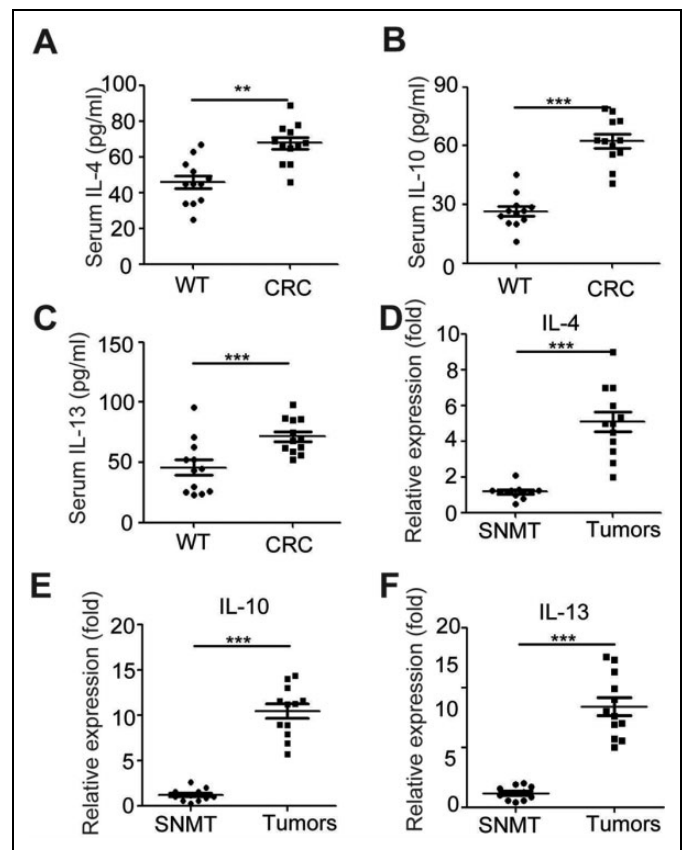 A
Serum IL-4 (pg/ml)
100
80
60
40
20
0
**
WT
CRC
B
Serum IL-10 (pg/ml)
90
60
30
0
***
WT
CRC
C
Serum IL-13 (pg/ml)
150
100
50
0
***
WT
CRC
D
IL-4
Relative expression (fold)
10
8
6
4
2
0
***
SNMT
Tumors
E
IL-10
Relative expression (fold)
20
15
10
5
0
***
SNMT
Tumors
F
IL-13
Relative expression (fold)
20
15
10
5
0
***
SNMT
Tumors